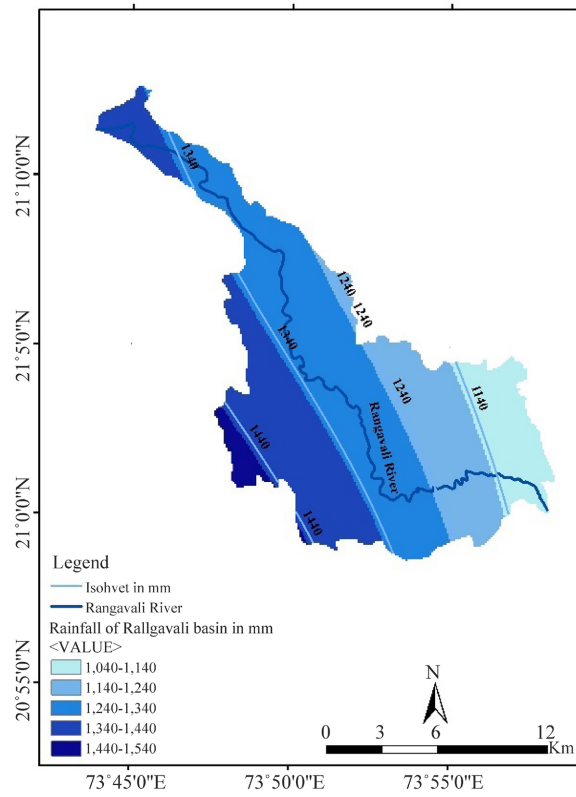 21°10'0"N
21°5'0"N
21°0'0"N
20°55'0"N
1340
1240
1240
1340
1240
1140
1440
1440
Rangavali River
Legend
Isohvet in mm
Rangavali River
Rainfall of Rallgavali basin in mm
<VALUE>
1,040-1,140
1,140-1,240
1,240-1,340
1,340-1,440
1,440-1,540
N
0 3 6 12
Km
73°45'0"E 73°50'0"E 73°55'0"E